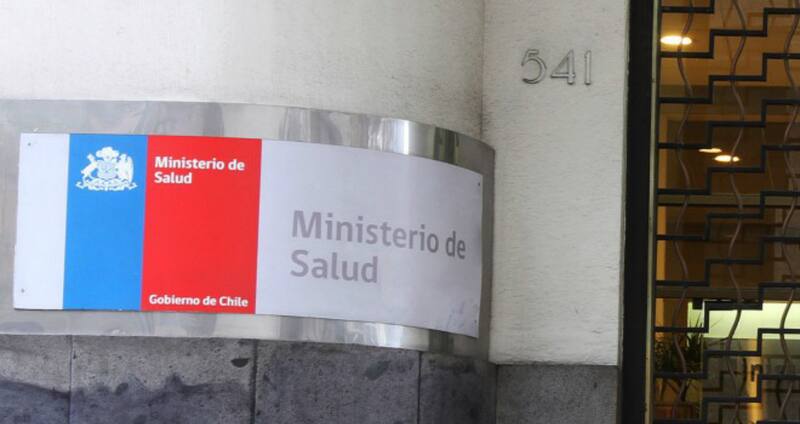 541
Ministerio de
Salud
Gobierno de Chile
Ministerio de
Salud